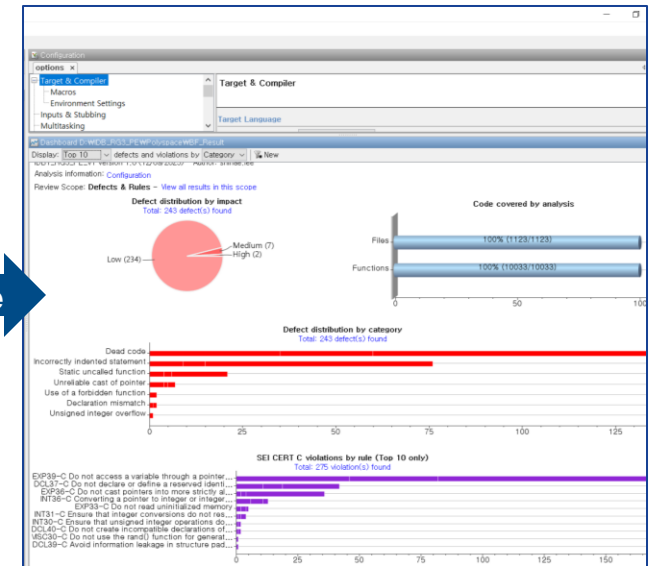 Configuration
options ×
Target & Compiler
Macros
Environment Settings
Inputs & Stubbing
Multitasking
Target & Compiler
Target Language
Display: Top 10 defects and violations by Category New
Analysis information: Configuration
Review Scope: Defects & Rules - View all results in this scope
Defect distribution by impact
Total: 243 defect(s) found
Low (234)
Medium (7)
High (2)
Code covered by analysis
Files
100% (1123/1123)
Functions
100% (10033/10033)
0 50 100
Defect distribution by category
Total: 243 defect(s) found
Dead code
Incorrectly indented statement
Static uncalled function
Unreliable cast of pointer
Use of a forbidden function
Declaration mismatch
Unsigned integer overflow
0 25 50 75 100 125
SEI CERT C violations by rule (Top 10 only)
Total: 275 violation(s) found
EXP39-C Do not access a variable through a pointer...
DCL37-C Do not declare or define a reserved identi...
EXP36-C Do not cast pointers into more strictly al...
INT36-C Converting a pointer to integer or integer...
EXP33-C Do not read uninitialized memory
INT31-C Ensure that integer conversions do not res...
INT30-C Ensure that unsigned integer operations do...
DCL40-C Do not create incompatible declarations of...
MSC30-C Do not use the rand() function for generat...
DCL39-C Avoid information leakage in structure pad...
0 25 50 75 100 150